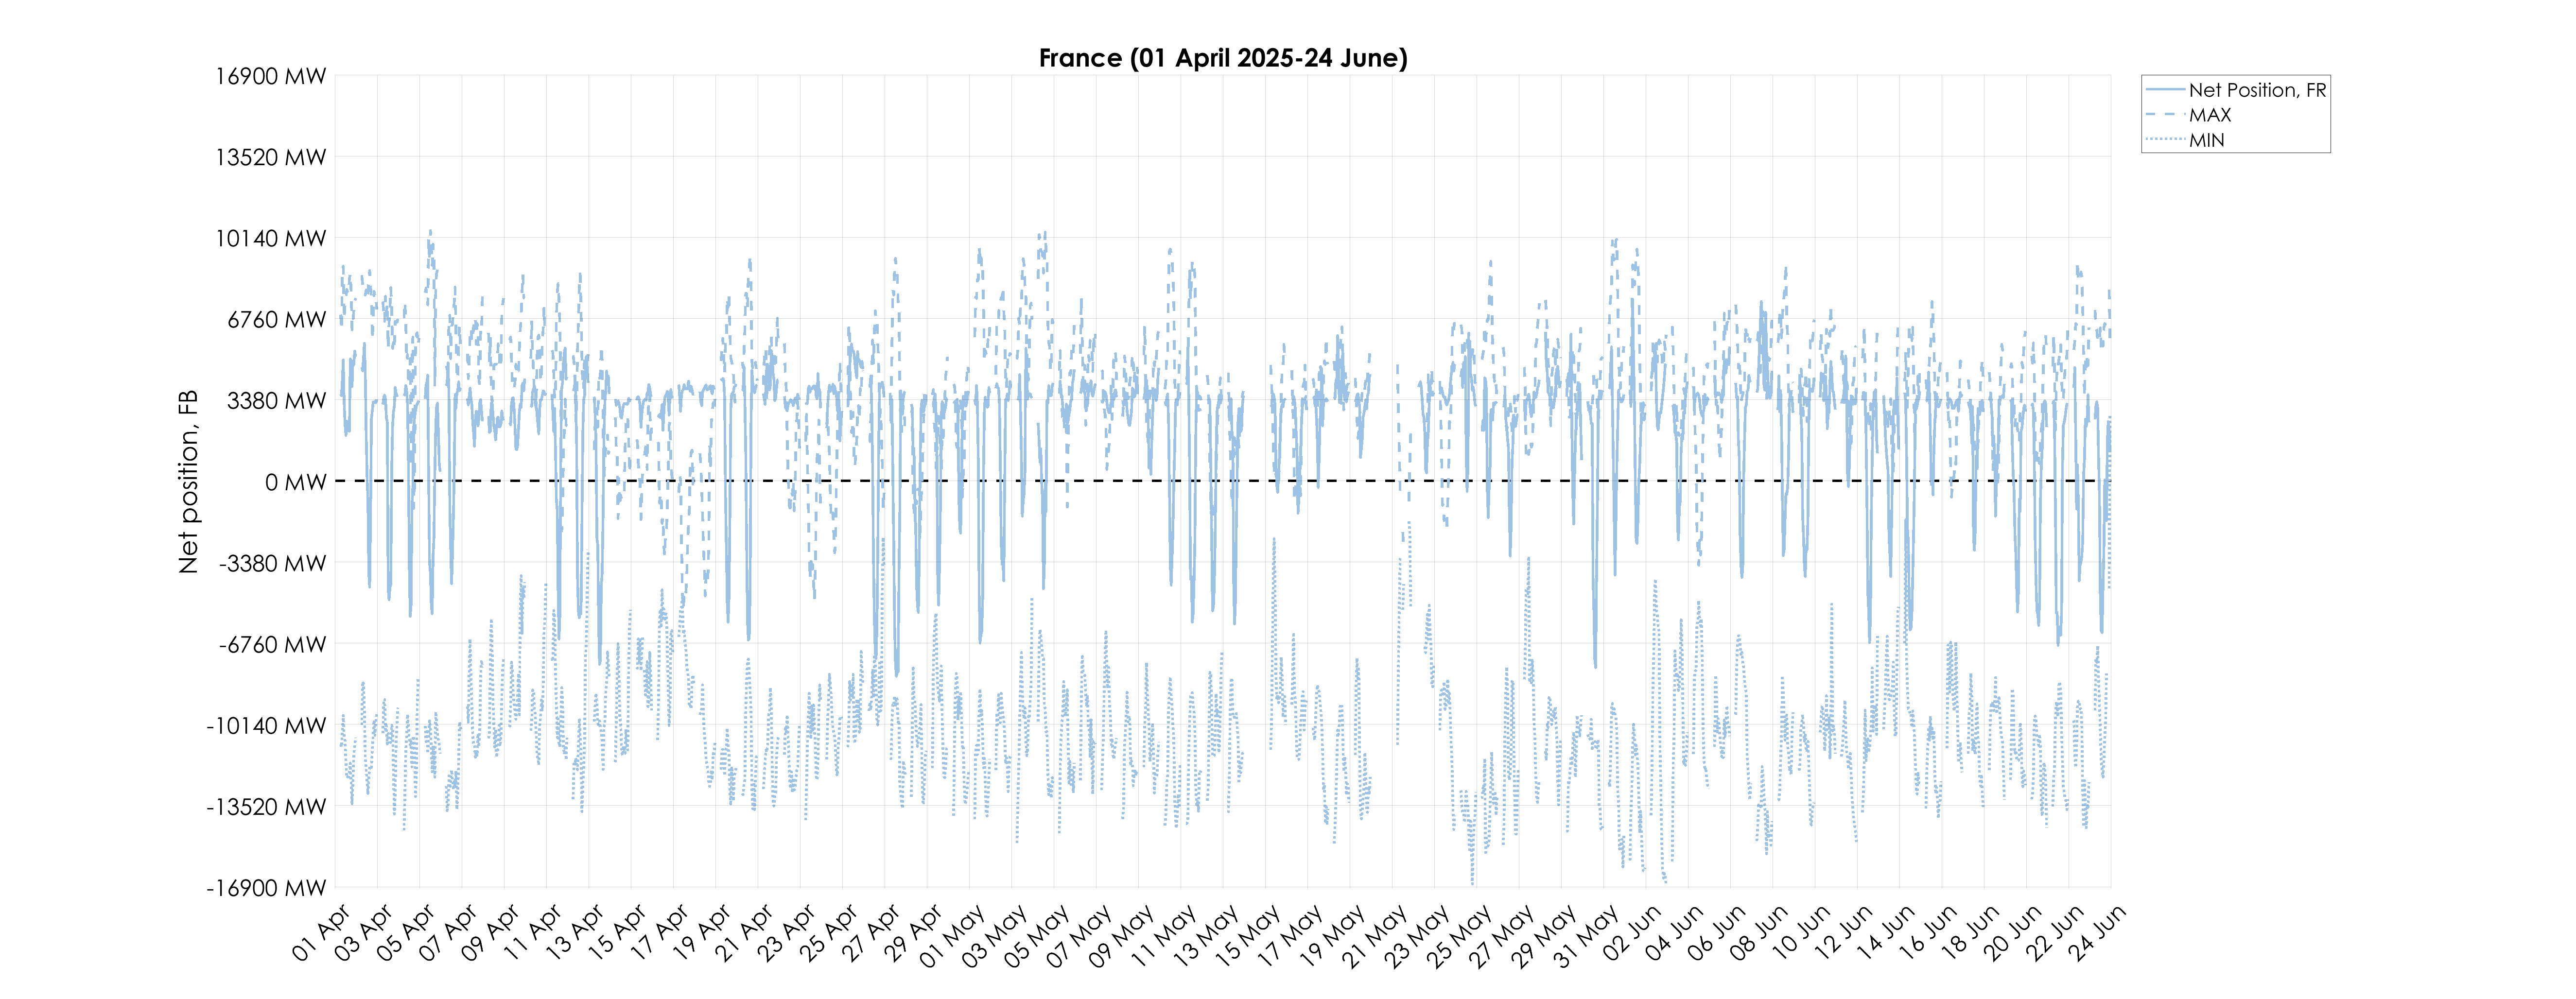 France (01 April 2025-24 June)
16900 MW
13520 MW
10140 MW
6760 MW
3380 MW
0 MW
-3380 MW
-6760 MW
-10140 MW
-13520 MW
-16900 MW
Net position, FB
Net Position, FR
MAX
MIN
01 Apr
03 Apr
05 Apr
07 Apr
09 Apr
11 Apr
13 Apr
15 Apr
17 Apr
19 Apr
21 Apr
23 Apr
25 Apr
27 Apr
29 Apr
01 May
03 May
05 May
07 May
09 May
11 May
13 May
15 May
17 May
19 May
21 May
23 May
25 May
27 May
29 May
31 May
02 Jun
04 Jun
06 Jun
08 Jun
10 Jun
12 Jun
14 Jun
16 Jun
18 Jun
20 Jun
22 Jun
24 Jun